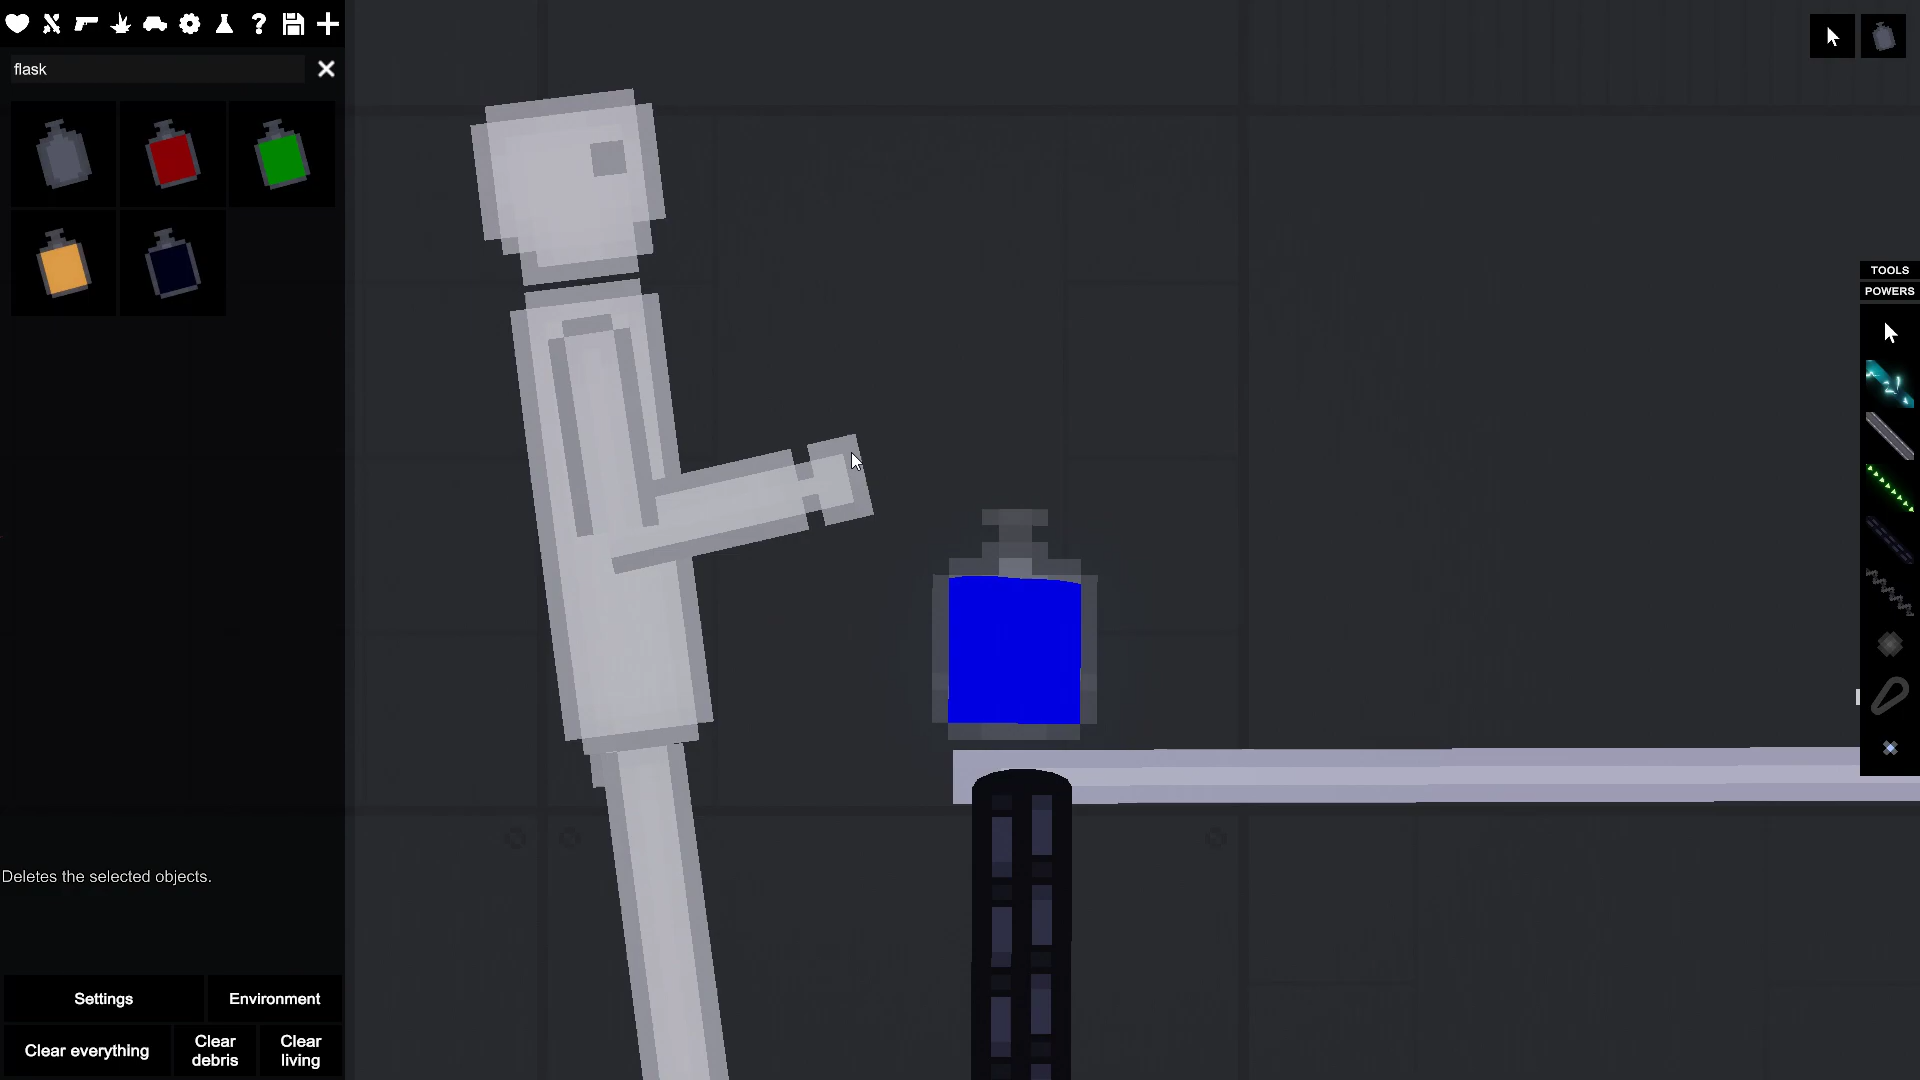 flask
TOOLS
POWERS
Deletes the selected objects.
Settings
Environment
Clear everything
Clear
debris
Clear
living